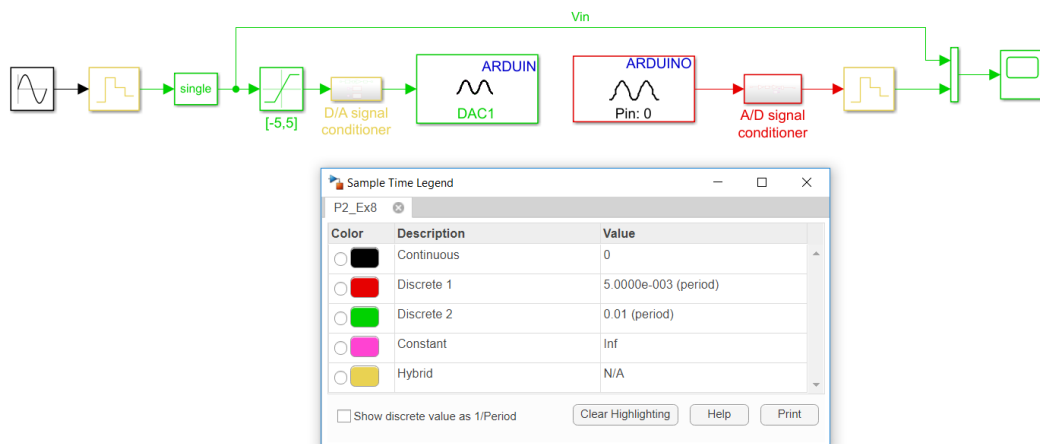 Vin
ARDUIN
ARDUINO
single
D/A signal
conditioner
[-5,5]
DAC1
Pin: 0
A/D signal
conditioner
Sample Time Legend
P2_Ex8
Color Description Value
Continuous 0
Discrete 1 5.0000e-003 (period)
Discrete 2 0.01 (period)
Constant Inf
Hybrid N/A
Show discrete value as 1/Period
Clear Highlighting
Help
Print